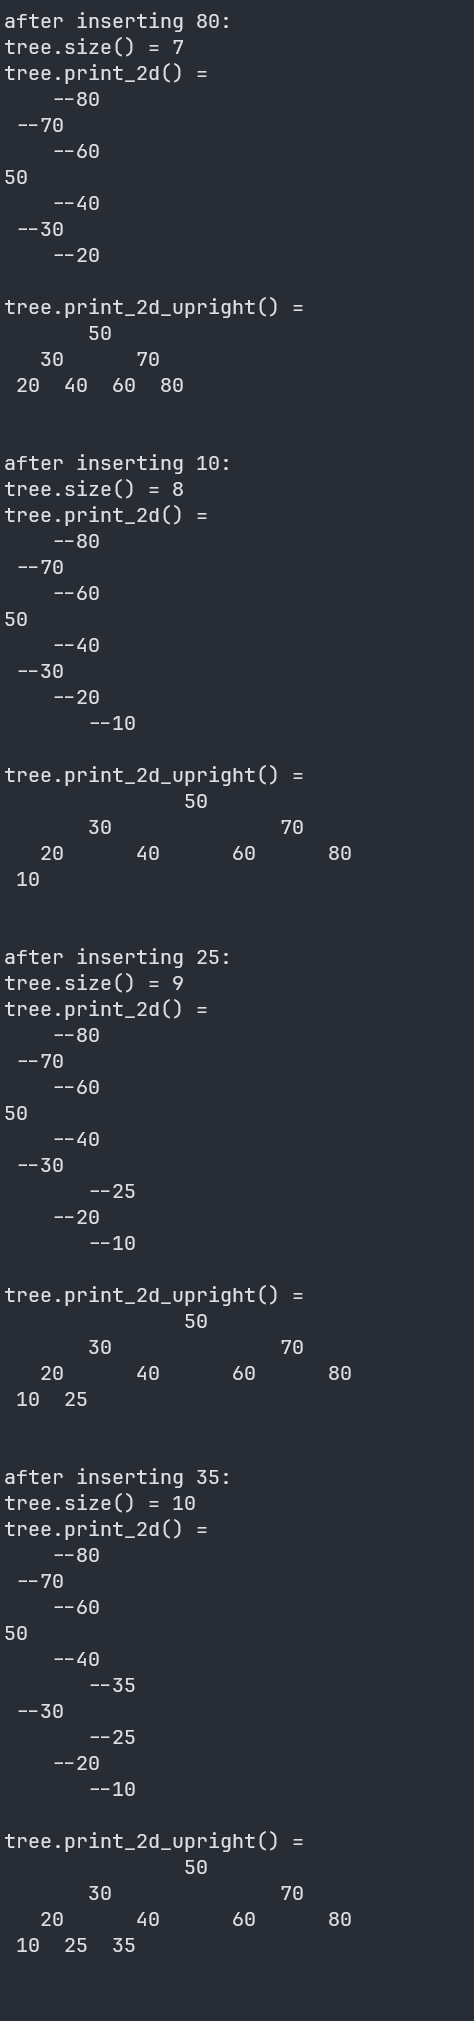 after inserting 80:
tree.size() = 7
tree.print_2d() =
    --80
 --70
    --60
50
    --40
 --30
    --20

tree.print_2d_upright() =
       50
   30      70
 20  40  60  80


after inserting 10:
tree.size() = 8
tree.print_2d() =
    --80
 --70
    --60
50
    --40
 --30
    --20
       --10

tree.print_2d_upright() =
               50
       30              70
   20      40      60      80
 10


after inserting 25:
tree.size() = 9
tree.print_2d() =
    --80
 --70
    --60
50
    --40
 --30
       --25
    --20
       --10

tree.print_2d_upright() =
               50
       30              70
   20      40      60      80
 10  25


after inserting 35:
tree.size() = 10
tree.print_2d() =
    --80
 --70
    --60
50
    --40
       --35
 --30
       --25
    --20
       --10

tree.print_2d_upright() =
               50
       30              70
   20      40      60      80
 10  25  35